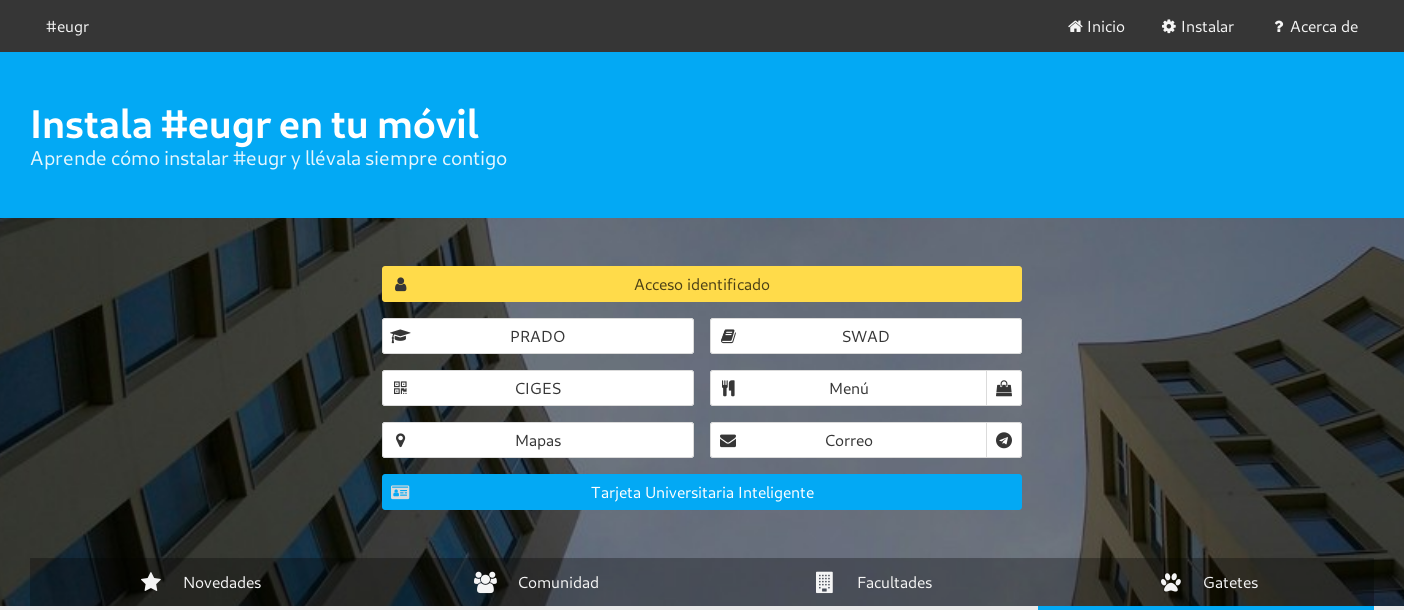 #eugr
Inicio
Instalar
Acerca de
Instala #eugr en tu móvil
Aprende cómo instalar #eugr y llévala siempre contigo
Acceso identificado
PRADO
SWAD
CIGES
Menú
Mapas
Correo
Tarjeta Universitaria Inteligente
Novedades
Comunidad
Facultades
Gatetes